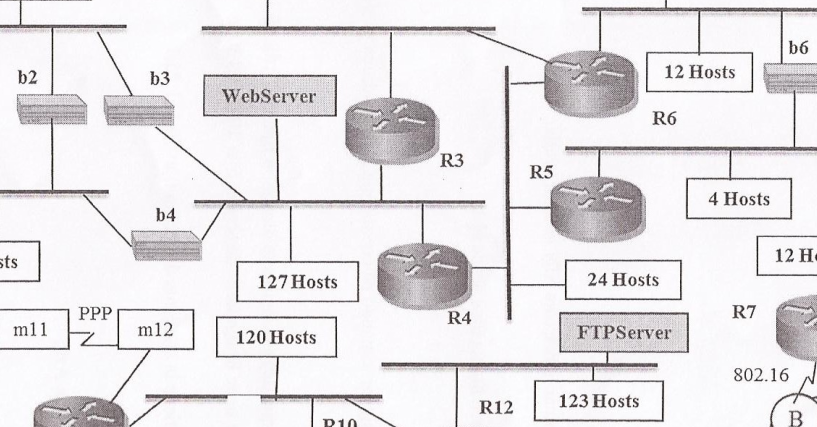 b2
b3
WebServer
R3
12 Hosts
b6
R6
R5
4 Hosts
b4
sts
127 Hosts
R4
24 Hosts
12 H
R7
PPP
m11
m12
120 Hosts
FTPServer
802.16
R12
123 Hosts
B
R10